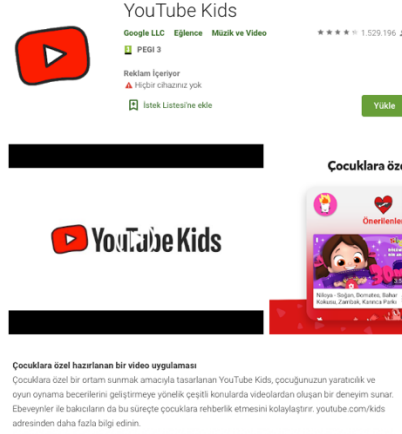 YouTube Kids
Google LLC Eğlence Müzik ve Video
1.529.196
PEGI 3
Reklam İçeriyor
Hiçbir cihazınız yok
İstek Listesi'ne ekle
Yükle
YouTube Kids
Çocuklara öze
Önerilenler
Niloya - Soğan, Domates, Bahar
Kokusu, Zambak, Karınca Parkı
Çocuklara özel hazırlanan bir video uygulaması
Çocuklara özel bir ortam sunmak amacıyla tasarlanan YouTube Kids, çocuğunuzun yaratıcılık ve
oyun oynama becerilerini geliştirmeye yönelik çeşitli konularda videolardan oluşan bir deneyim sunar.
Ebeveynler ile bakıcıların da bu süreçte çocuklara rehberlik etmesini kolaylaştırır. youtube.com/kids
adresinden daha fazla bilgi edinin.